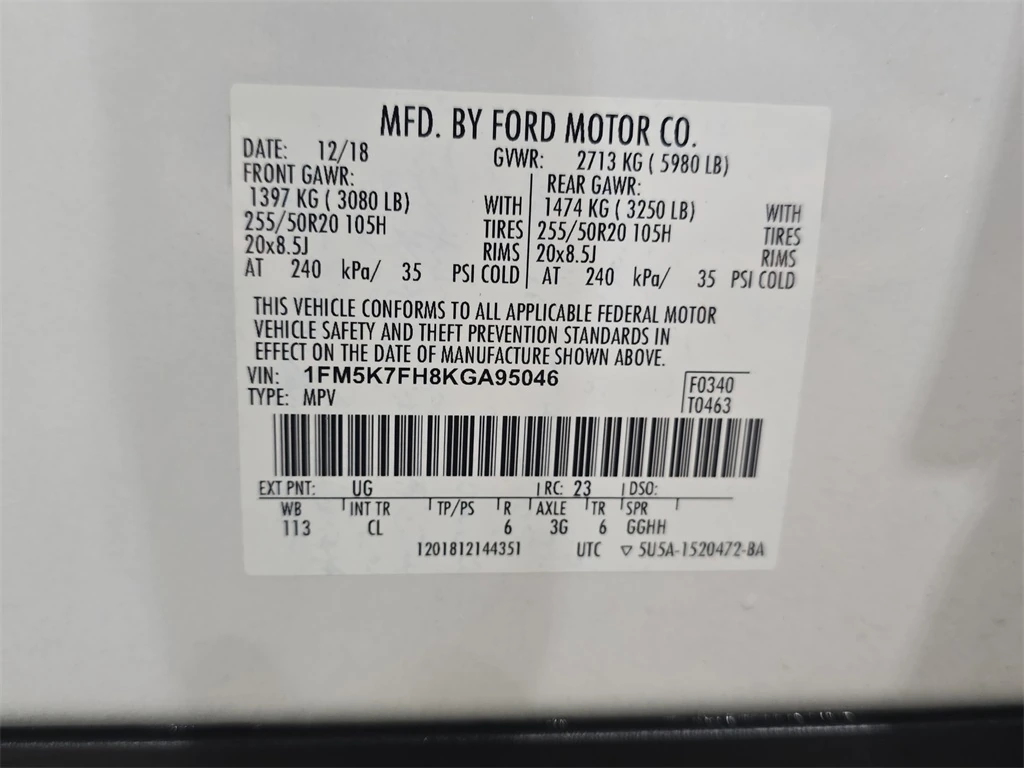 MFD. BY FORD MOTOR CO.
DATE: 12/18 GVWR: 2713 KG ( 5980 LB)
FRONT GAWR: REAR GAWR:
1397 KG ( 3080 LB) WITH 1474 KG ( 3250 LB) WITH
255/50R20 105H TIRES 255/50R20 105H TIRES
20x8.5J RIMS 20x8.5J RIMS
AT 240 kPa/ 35 PSI COLD AT 240 kPa/ 35 PSI COLD
THIS VEHICLE CONFORMS TO ALL APPLICABLE FEDERAL MOTOR
VEHICLE SAFETY AND THEFT PREVENTION STANDARDS IN
EFFECT ON THE DATE OF MANUFACTURE SHOWN ABOVE.
VIN: 1FM5K7FH8KGA95046 F0340
TYPE: MPV T0463
EXT PNT: UG RC: 23 DSO:
WB INT TR TP/PS R AXLE TR SPR
113 CL 6 3G 6 GGHH
1201812144351 UTC ▽ 5U5A-1520472-BA